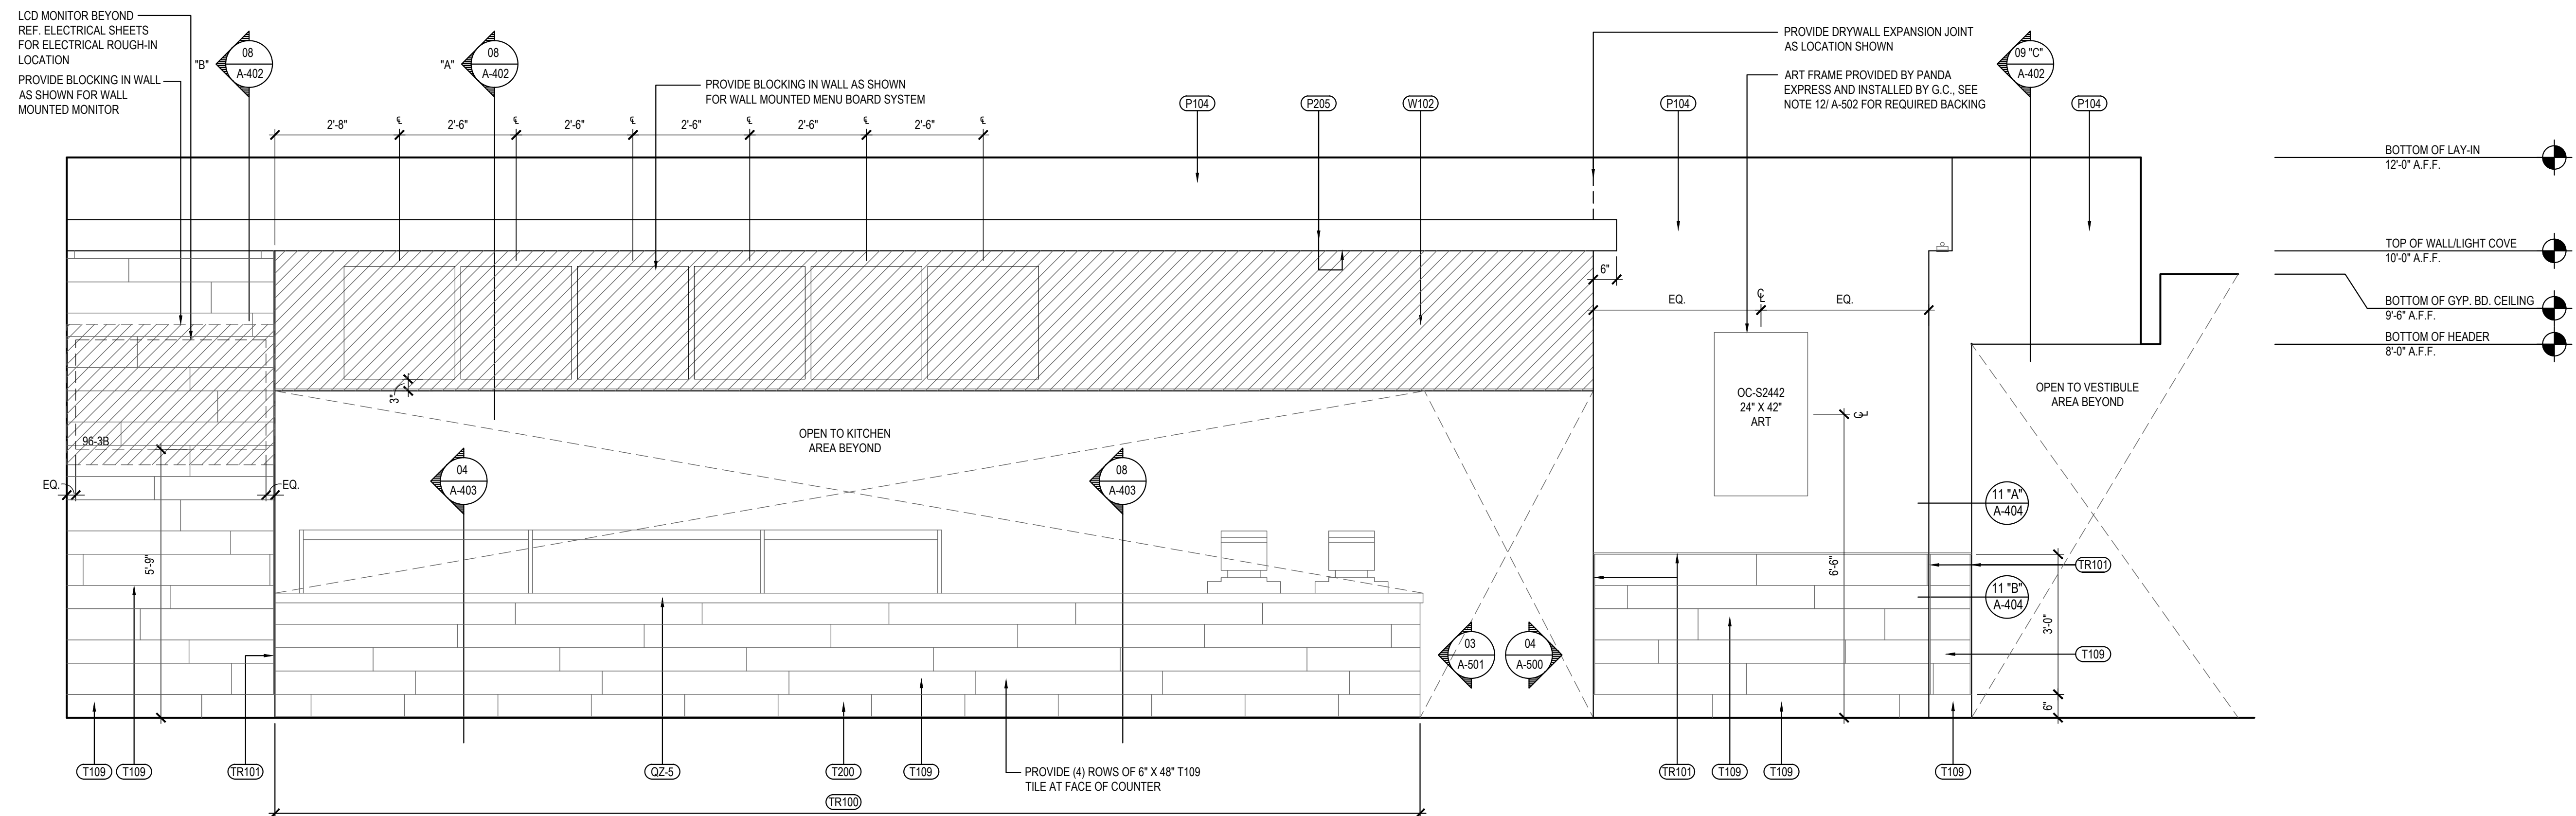 LCD MONITOR BEYOND
REF. ELECTRICAL SHEETS
FOR ELECTRICAL ROUGH-IN
LOCATION
PROVIDE BLOCKING IN WALL
AS SHOWN FOR WALL
MOUNTED MONITOR
"B"
08
A-402
"A"
08
A-402
PROVIDE BLOCKING IN WALL AS SHOWN
FOR WALL MOUNTED MENU BOARD SYSTEM
2'-8"
℄
2'-6"
℄
2'-6"
℄
2'-6"
℄
2'-6"
℄
2'-6"
℄
P104
P205
W102
PROVIDE DRYWALL EXPANSION JOINT
AS LOCATION SHOWN
ART FRAME PROVIDED BY PANDA
EXPRESS AND INSTALLED BY G.C., SEE
NOTE 12/ A-502 FOR REQUIRED BACKING
P104
09 "C"
A-402
P104
BOTTOM OF LAY-IN
12'-0" A.F.F.
TOP OF WALL/LIGHT COVE
10'-0" A.F.F.
BOTTOM OF GYP. BD. CEILING
9'-6" A.F.F.
BOTTOM OF HEADER
8'-0" A.F.F.
6"
EQ.
℄
EQ.
3"
OC-S2442
24" X 42"
ART
℄
OPEN TO VESTIBULE
AREA BEYOND
OPEN TO KITCHEN
AREA BEYOND
96-3B
EQ.
EQ.
04
A-403
08
A-403
11 "A"
A-404
5'-9"
6'-6"
TR101
11 "B"
A-404
3'-0"
03
A-501
04
A-500
T109
6"
T109
T109
TR101
QZ-5
T200
T109
PROVIDE (4) ROWS OF 6" X 48" T109
TILE AT FACE OF COUNTER
TR101
T109
T109
T109
TR100